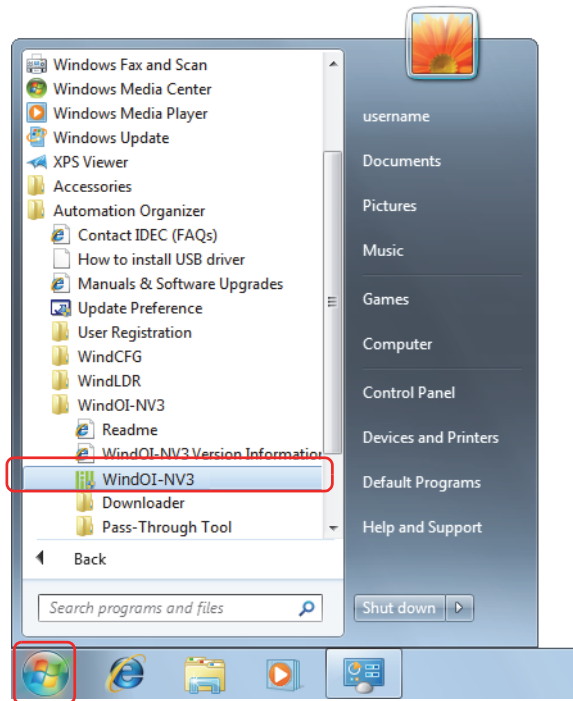 Windows Fax and Scan
Windows Media Center
Windows Media Player
Windows Update
XPS Viewer
Accessories
Automation Organizer
Contact IDEC (FAQs)
How to install USB driver
Manuals & Software Upgrades
Update Preference
User Registration
WindCFG
WindLDR
WindOI-NV3
Readme
WindOI-NV3 Version Information
WindOI-NV3
Downloader
Pass-Through Tool
Back
Search programs and files
username
Documents
Pictures
Music
Games
Computer
Control Panel
Devices and Printers
Default Programs
Help and Support
Shut down